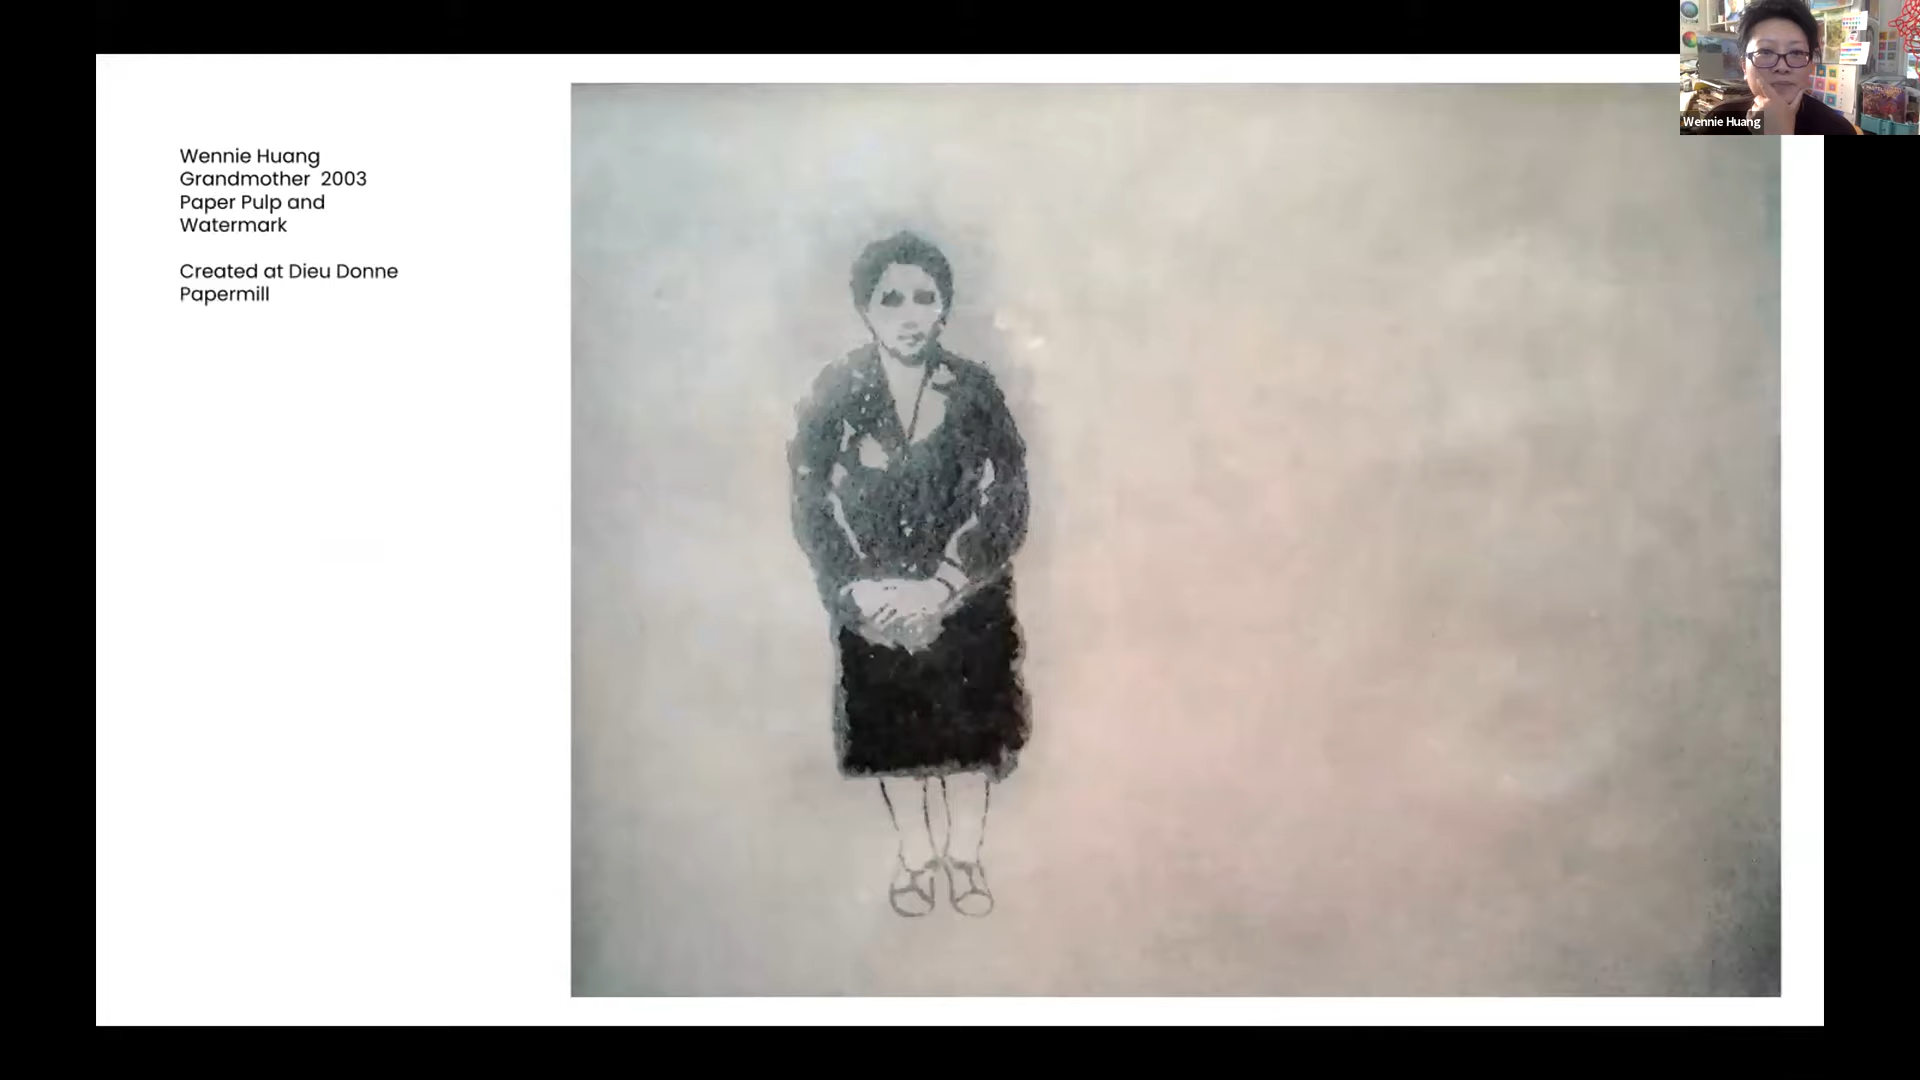 Wennie Huang
Grandmother 2003
Paper Pulp and
Watermark
Created at Dieu Donne
Papermill
Wennie Huang